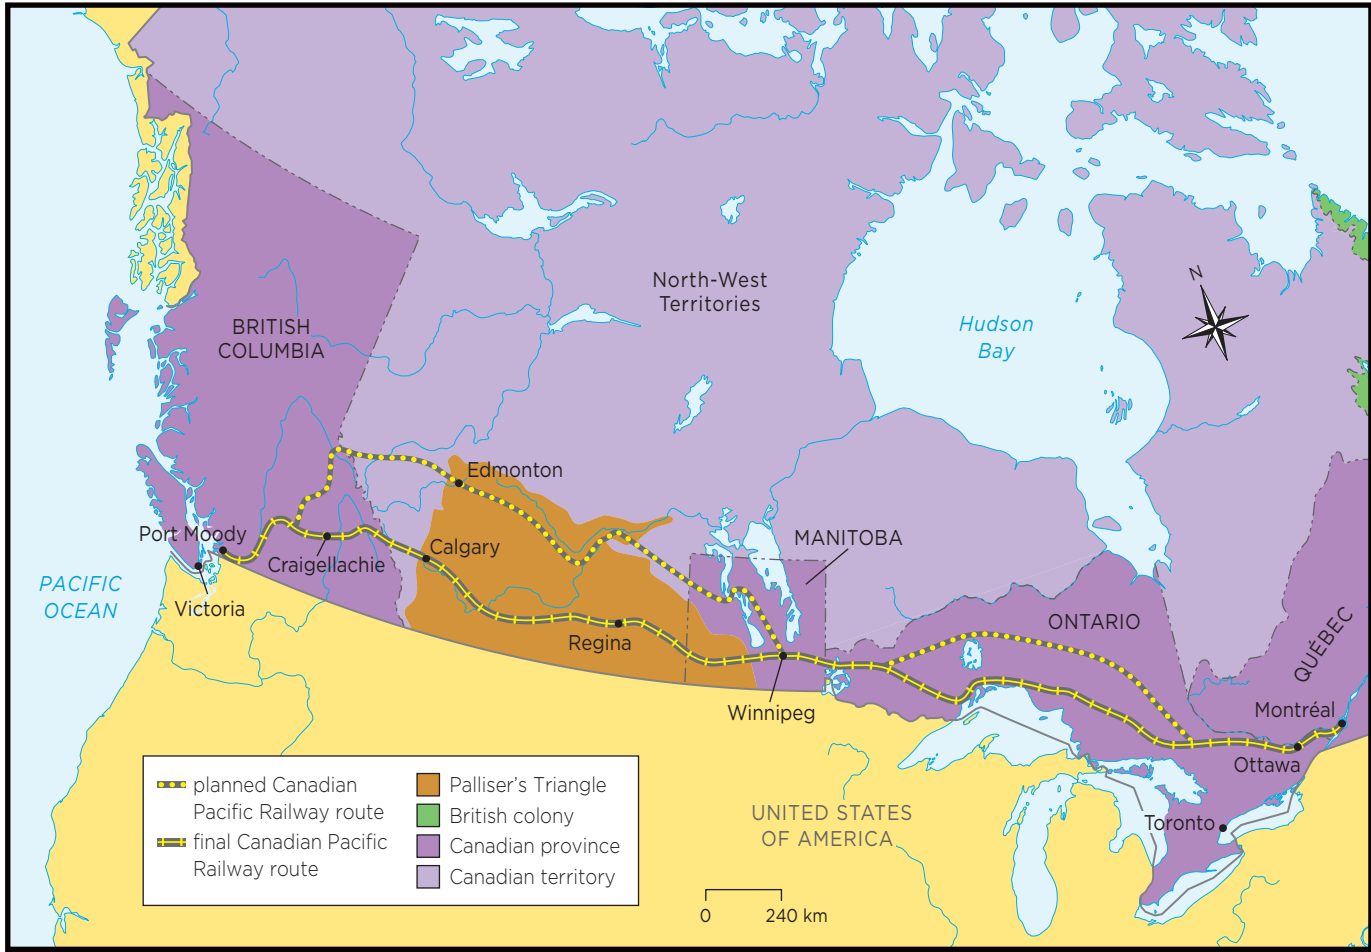 North-West
Territories
N
Hudson
Bay
BRITISH
COLUMBIA
Edmonton
Port Moody
Craigellachie
Calgary
MANITOBA
PACIFIC
OCEAN
Victoria
Regina
ONTARIO
QUÉBEC
Winnipeg
Montréal
Ottawa
UNITED STATES
OF AMERICA
Toronto
planned Canadian
Pacific Railway route
final Canadian Pacific
Railway route
Palliser's Triangle
British colony
Canadian province
Canadian territory
0 240 km